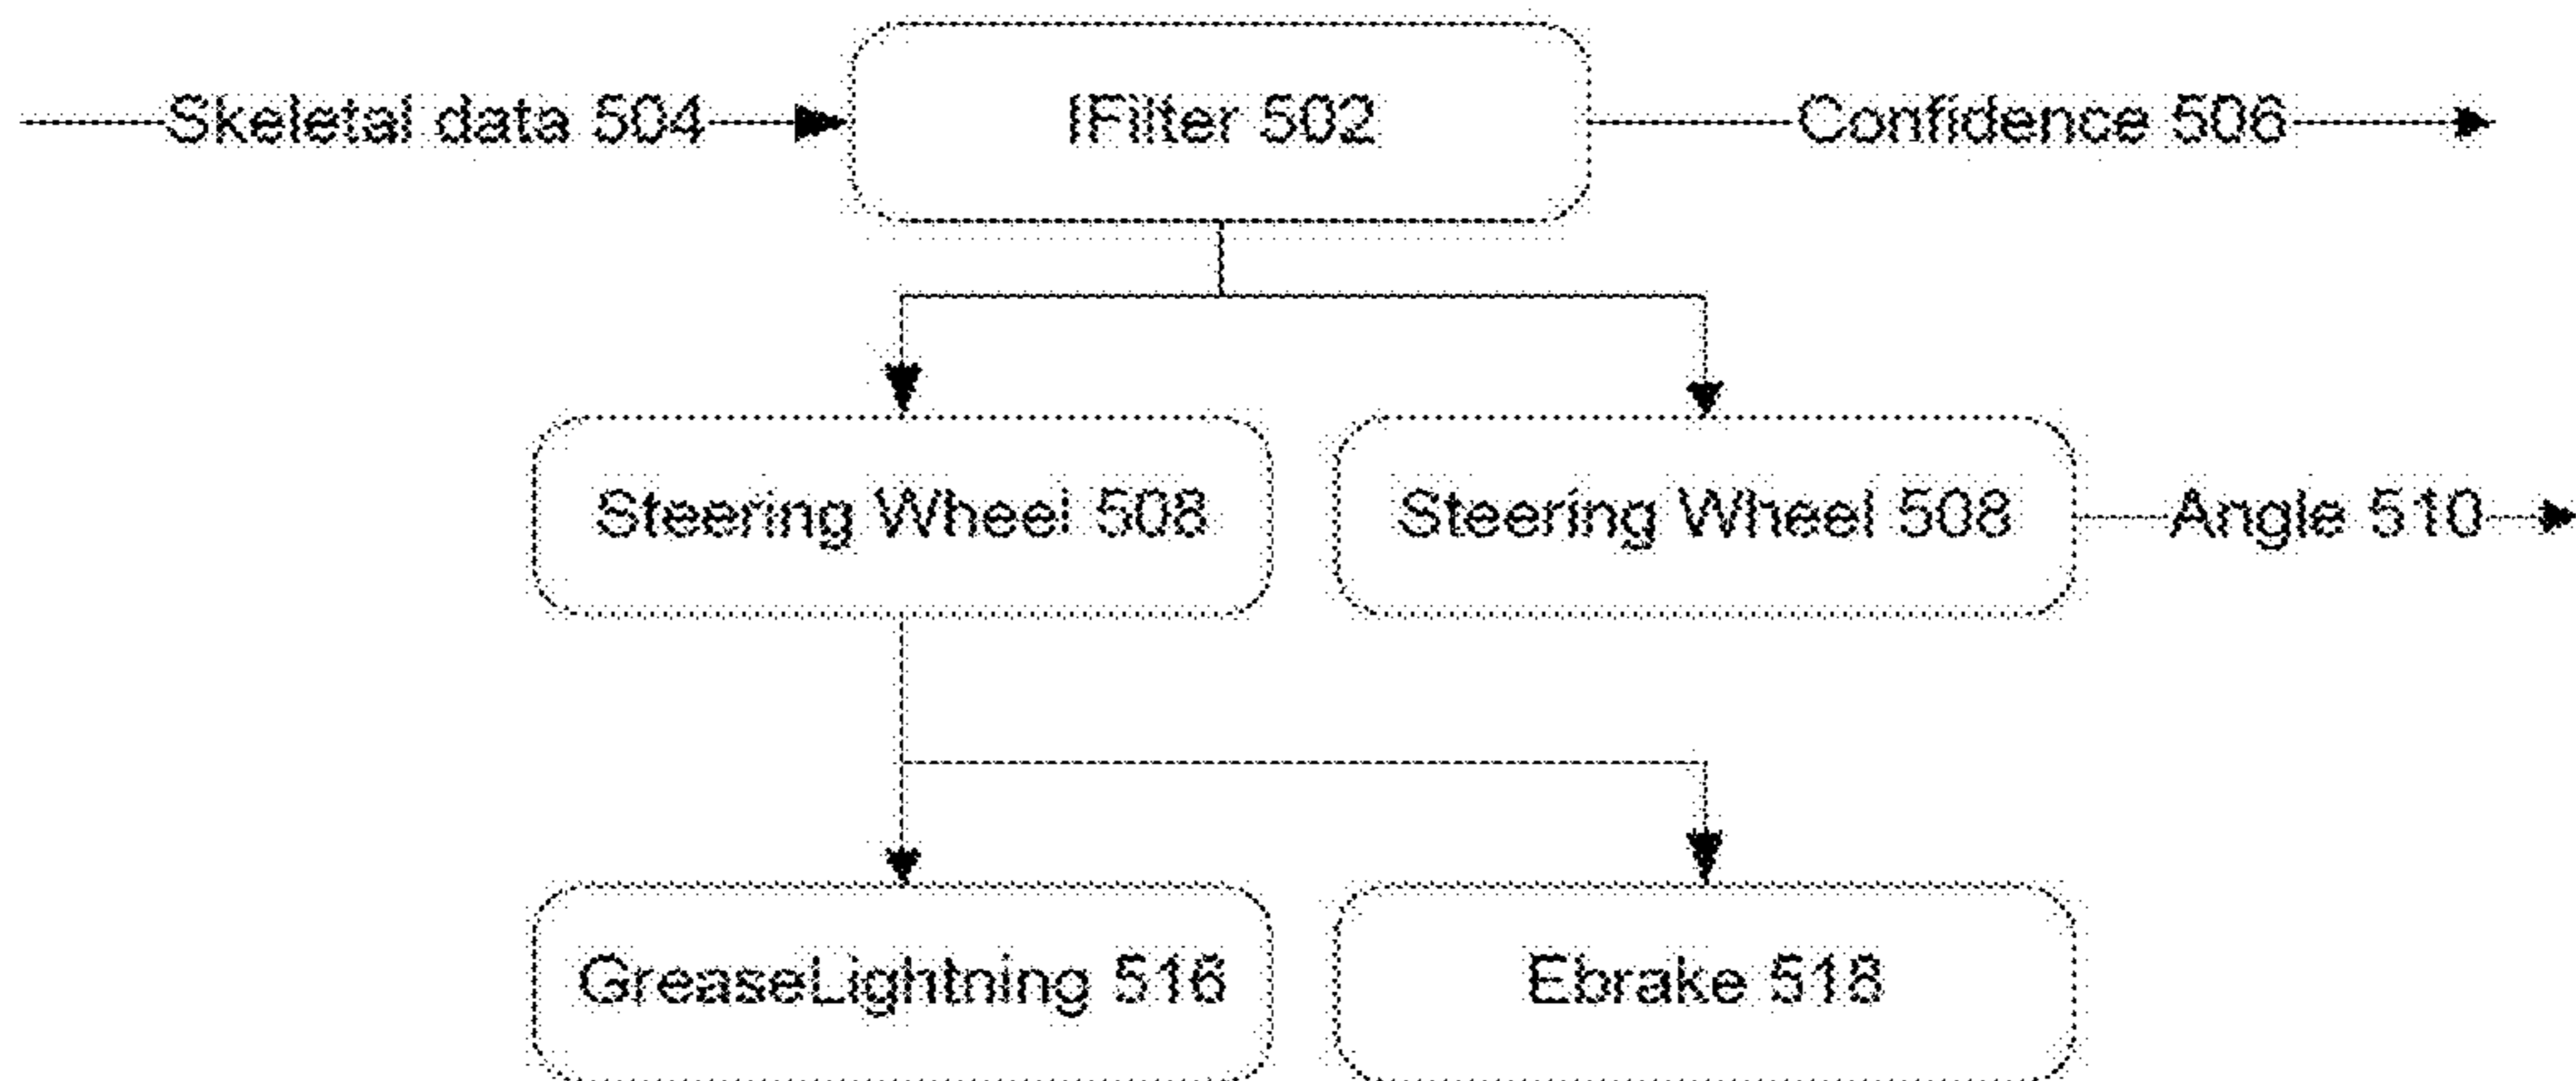 Skeletal data 504
IFilter 502
Confidence 506
Steering Wheel 508
Steering Wheel 508
Angle 510
GreaseLightning 516
Ebrake 518